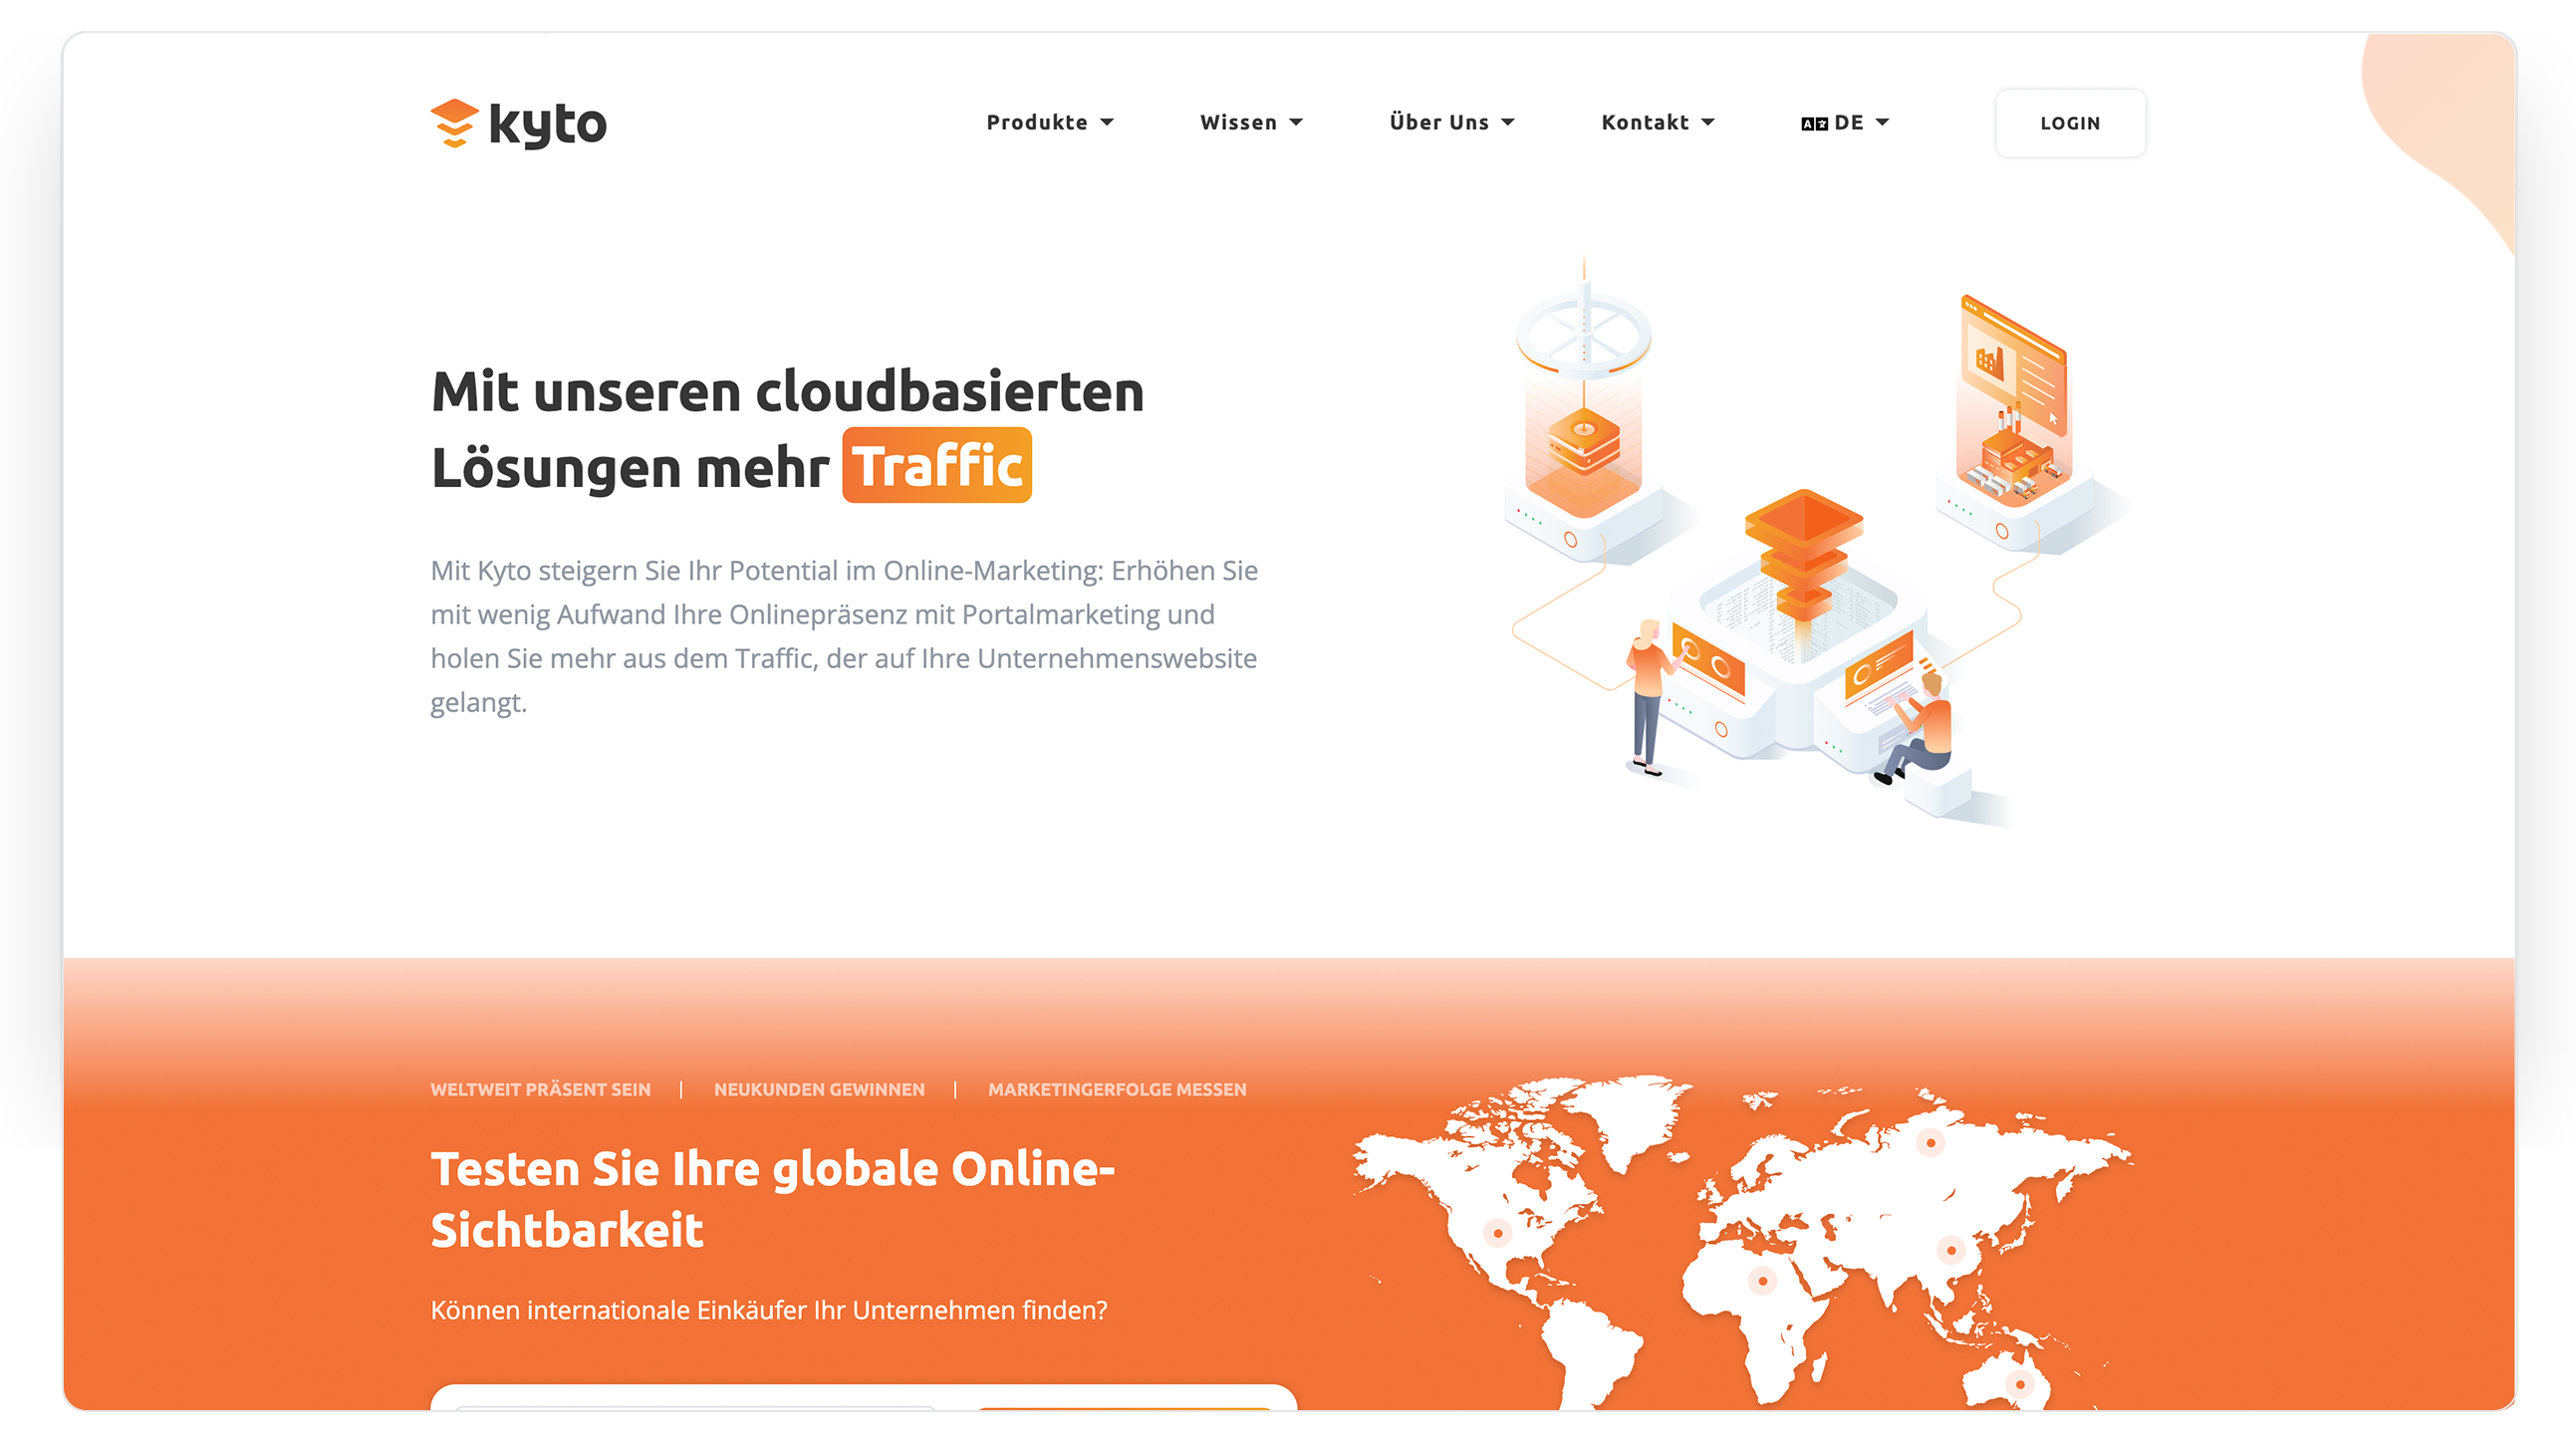 kyto
Produkte
Wissen
Über Uns
Kontakt
DE
LOGIN
Mit unseren cloudbasierten
Lösungen mehr Traffic
Mit Kyto steigern Sie Ihr Potential im Online-Marketing: Erhöhen Sie
mit wenig Aufwand Ihre Onlinepräsenz mit Portalmarketing und
holen Sie mehr aus dem Traffic, der auf Ihre Unternehmenswebsite
gelangt.
WELTWEIT PRÄSENT SEIN | NEUKUNDEN GEWINNEN | MARKETINGERFOLGE MESSEN
Testen Sie Ihre globale Online-
Sichtbarkeit
Können internationale Einkäufer Ihr Unternehmen finden?